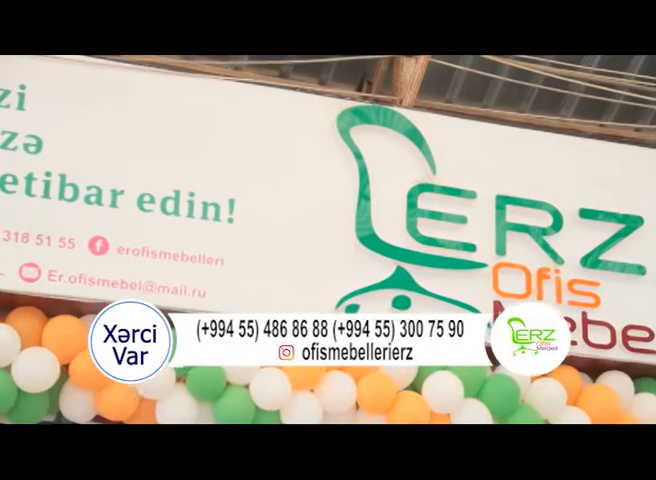 zi
zə
etibar edin!
318 51 55 erofismebelleri
Er.ofismebel@mail.ru
ERZ
Ofis
Mebel
Xərci
Var
(+994 55) 486 86 88 (+994 55) 300 75 90
ofismebellerierz
ERZ
Ofis
Mebel